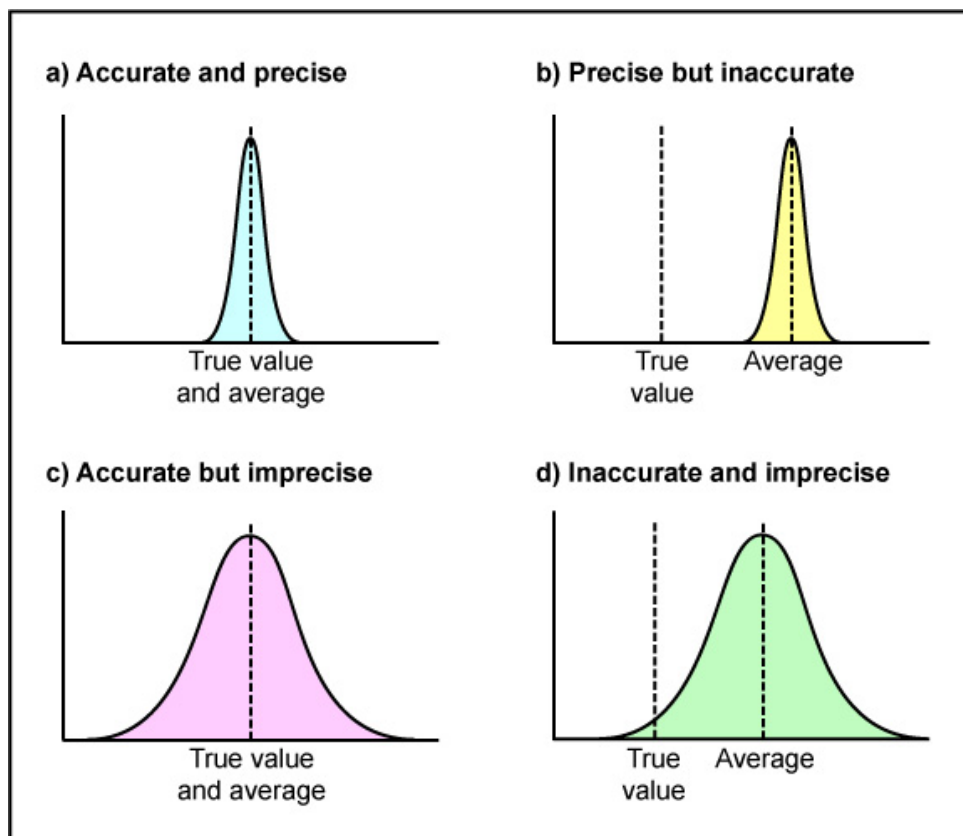 a) Accurate and precise
b) Precise but inaccurate
True value
and average
True
value
Average
c) Accurate but imprecise
d) Inaccurate and imprecise
True value
and average
True
value
Average